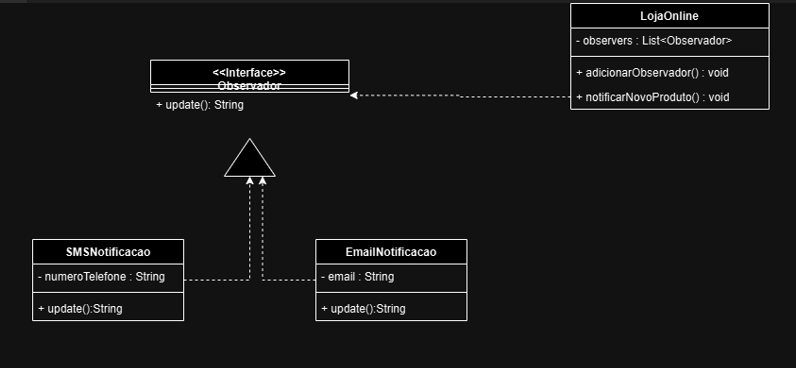 LojaOnline
- observers : List<Observador>
+ adicionarObservador() : void
+ notificarNovoProduto() : void
<<Interface>>
Observador
+ update(): String
SMSNotificacao
- numeroTelefone : String
+ update():String
EmailNotificacao
- email : String
+ update():String